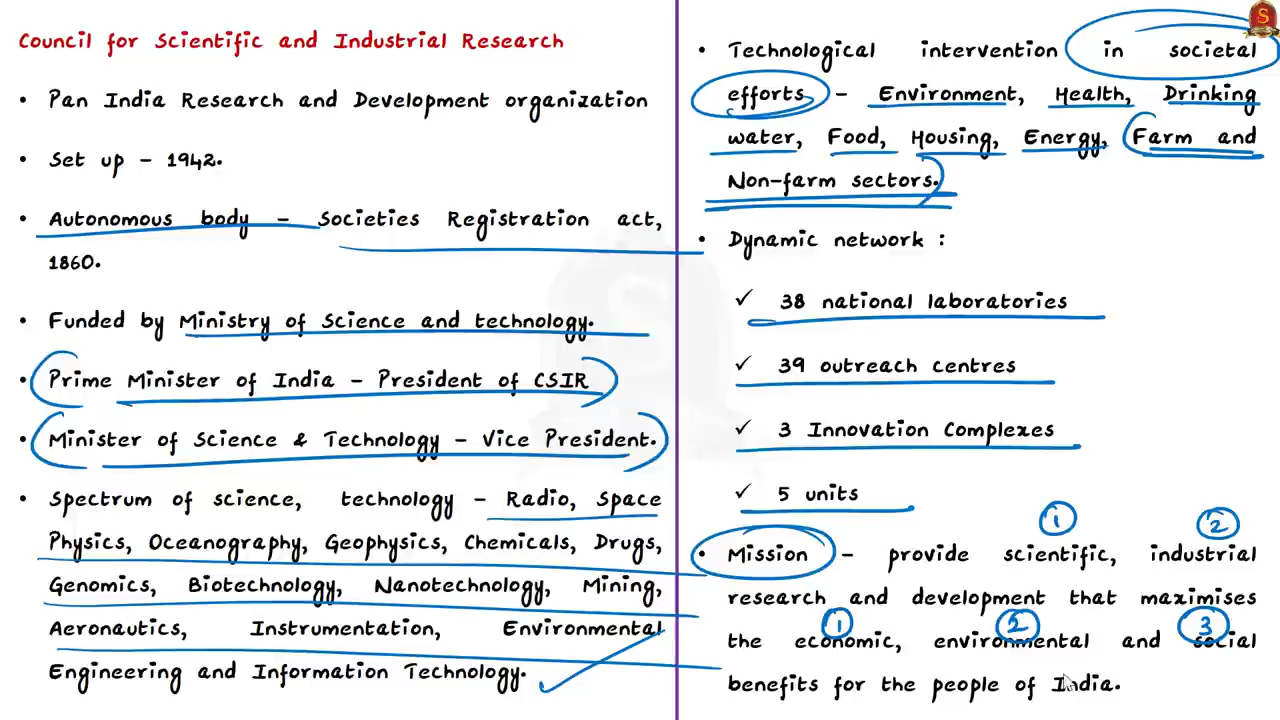 Council for Scientific and Industrial Research
• Pan India Research and Development organization
• Set up - 1942.
• Autonomous body - Societies Registration act,
1860.
• Funded by Ministry of Science and technology.
• Prime Minister of India - President of CSIR
• Minister of Science & Technology - Vice President.
• Spectrum of science, technology - Radio, Space
Physics, Oceanography, Geophysics, Chemicals, Drugs,
Genomics, Biotechnology, Nanotechnology, Mining,
Aeronautics, Instrumentation, Environmental
Engineering and Information Technology.
S
• Technological intervention in societal
efforts - Environment, Health, Drinking
water, Food, Housing, Energy, Farm and
Non-farm sectors.
• Dynamic network :
✓ 38 national laboratories
✓ 39 outreach centres
✓ 3 Innovation Complexes
✓ 5 units
1 2
• Mission - provide scientific, industrial
research and development that maximises
1 2 3
the economic, environmental and social
benefits for the people of India.